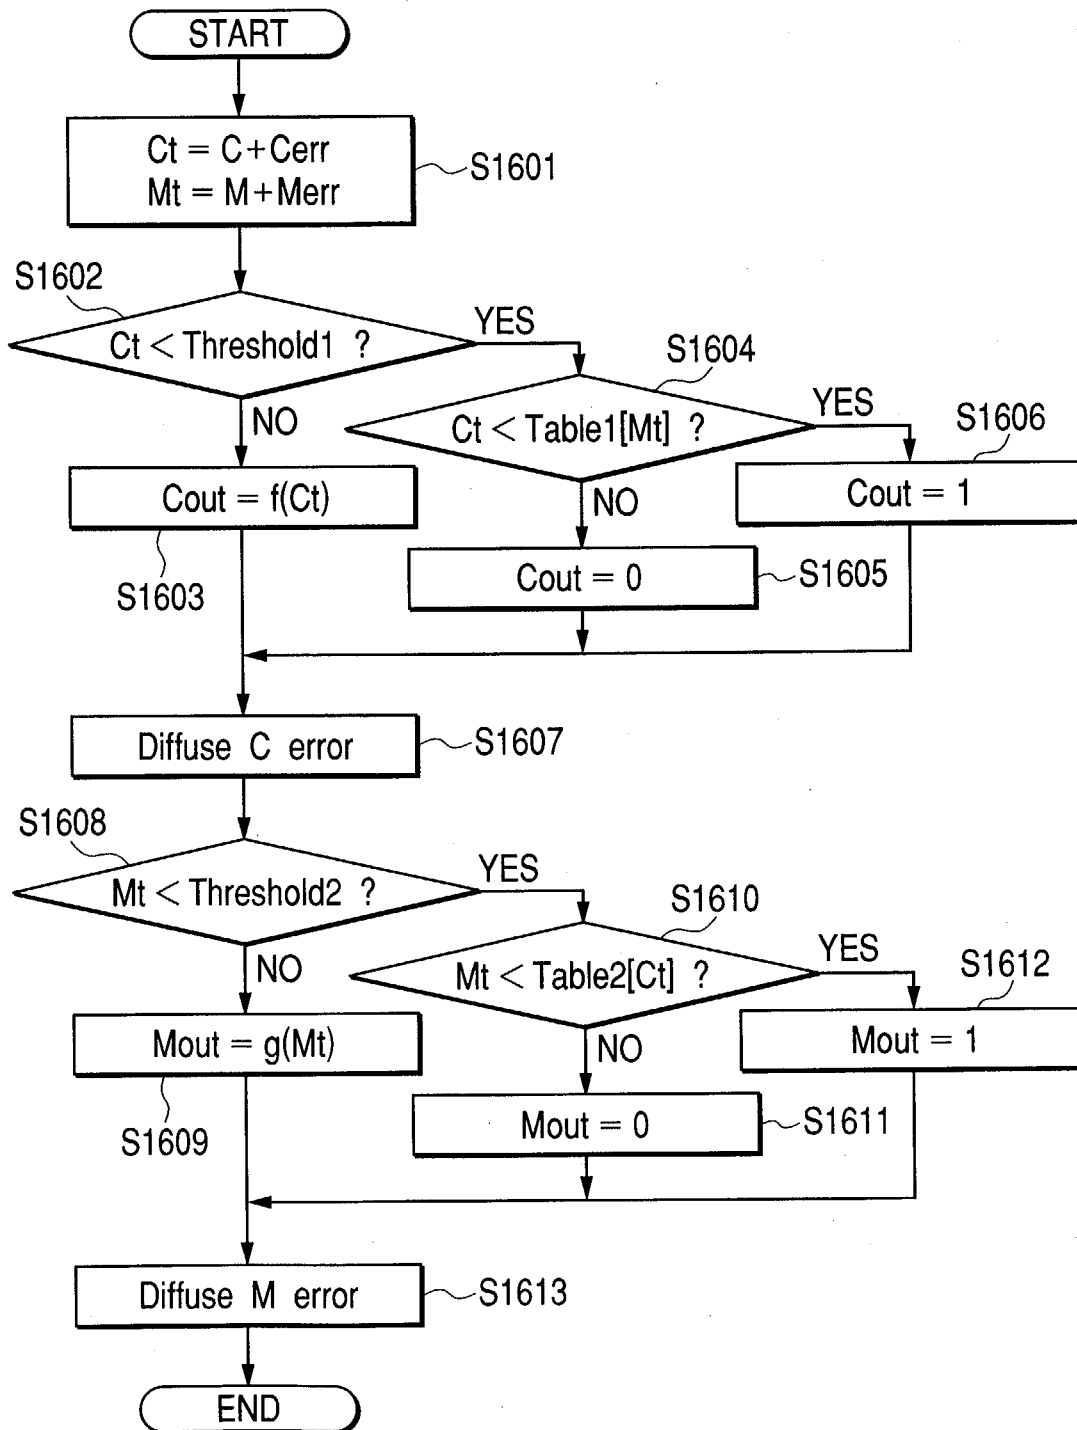 START
Ct = C+Cerr
Mt = M+Merr
S1601
S1602
Ct < Threshold1 ?
YES
NO
S1604
Ct < Table1[Mt] ?
YES
NO
S1606
Cout = 1
Cout = f(Ct)
S1603
Cout = 0
S1605
Diffuse C error
S1607
S1608
Mt < Threshold2 ?
YES
NO
S1610
Mt < Table2[Ct] ?
YES
NO
S1612
Mout = 1
Mout = g(Mt)
S1609
Mout = 0
S1611
Diffuse M error
S1613
END